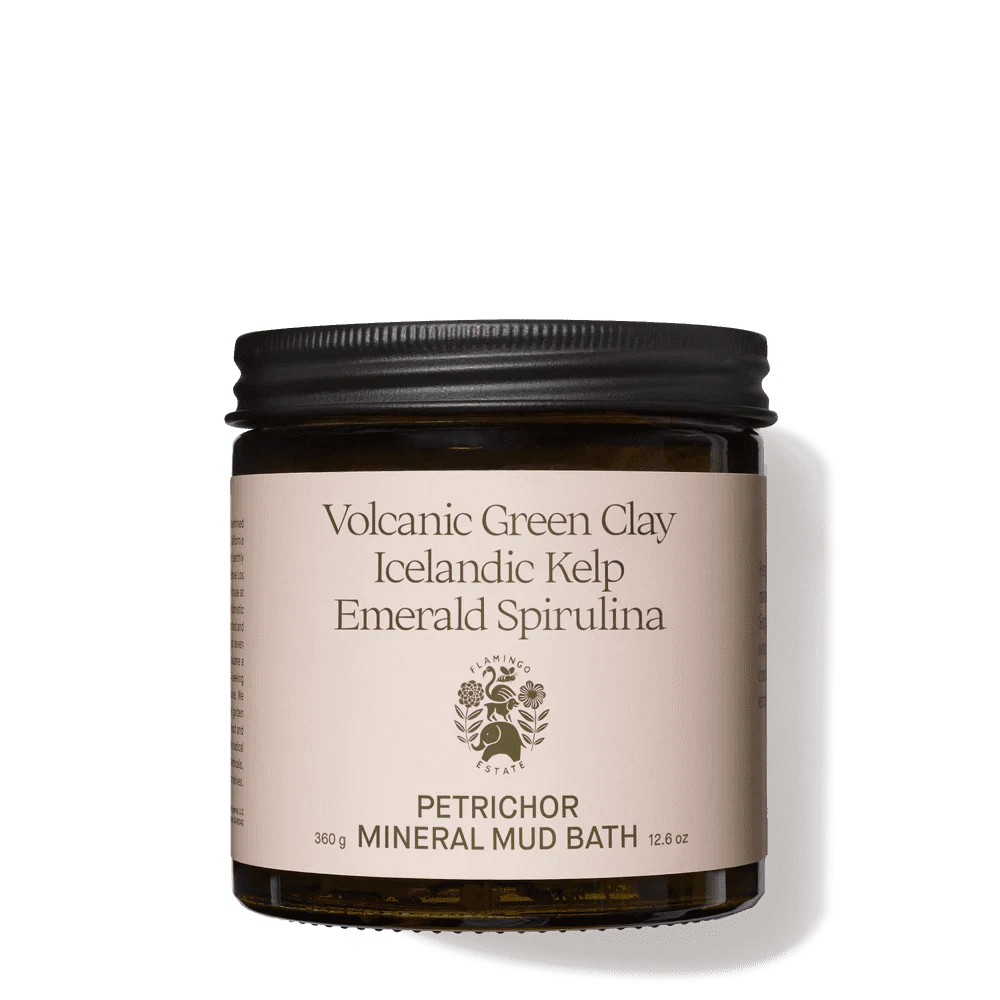 Volcanic Green Clay
Icelandic Kelp
Emerald Spirulina
FLAMINGO
ESTATE
PETRICHOR
360 g MINERAL MUD BATH 12.6 oz